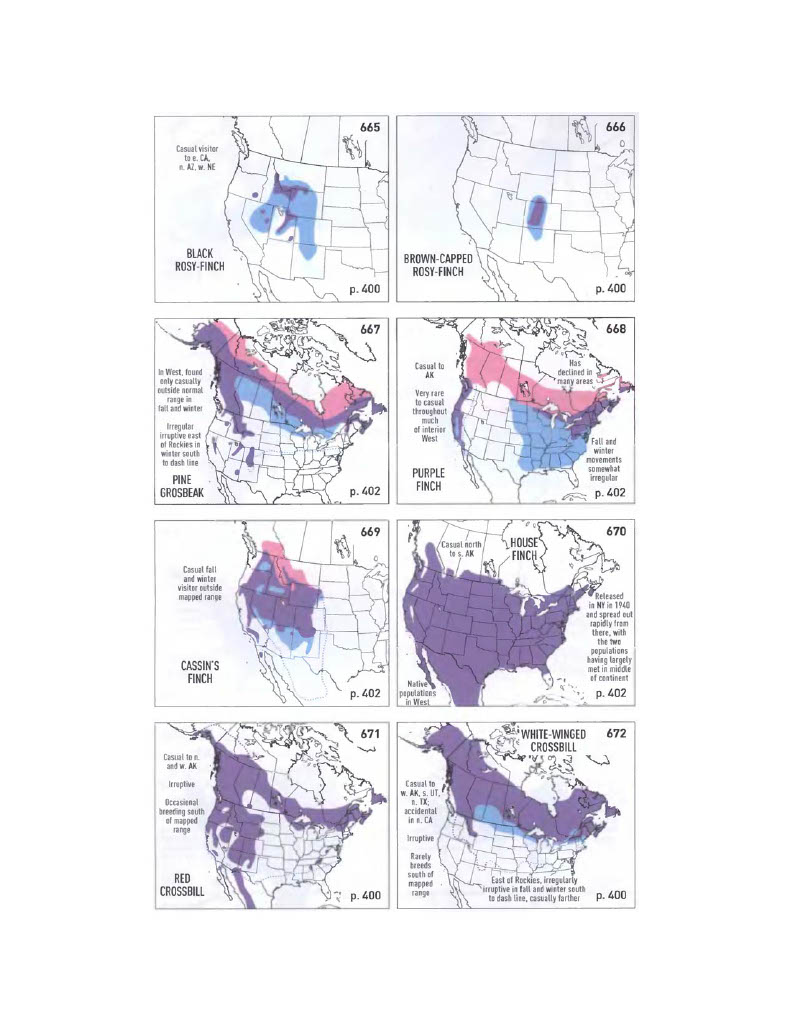 665
Casual visitor
to e. CA,
n. AZ, w. NE
BLACK
ROSY-FINCH
p. 400
666
BROWN-CAPPED
ROSY-FINCH
p. 400
667
In West, found
only casually
outside normal
range in
fall and winter
Irregular
irruptive east
of Rockies in
winter south
to dash line
PINE
GROSBEAK
p. 402
668
Casual to
AK
Very rare
to casual
throughout
much
of interior
West
Has
declined in
many areas
Fall and
winter
movements
somewhat
irregular
PURPLE
FINCH
p. 402
669
Casual fall
and winter
visitor outside
mapped range
CASSIN'S
FINCH
p. 402
670
Casual north
to s. AK
HOUSE
FINCH
Released
in NY in 1940
and spread out
rapidly from
there, with
the two
populations
having largely
met in middle
of continent
Native
populations
in West
p. 402
671
Casual to n.
and w. AK
Irruptive
Occasional
breeding south
of mapped
range
RED
CROSSBILL
p. 400
WHITE-WINGED
CROSSBILL
672
Casual to
w. AK, s. UT,
n. TX;
accidental
in n. CA
Irruptive
Rarely
breeds
south of
mapped
range
East of Rockies, irregularly
irruptive in fall and winter south
to dash line, casually farther
p. 400